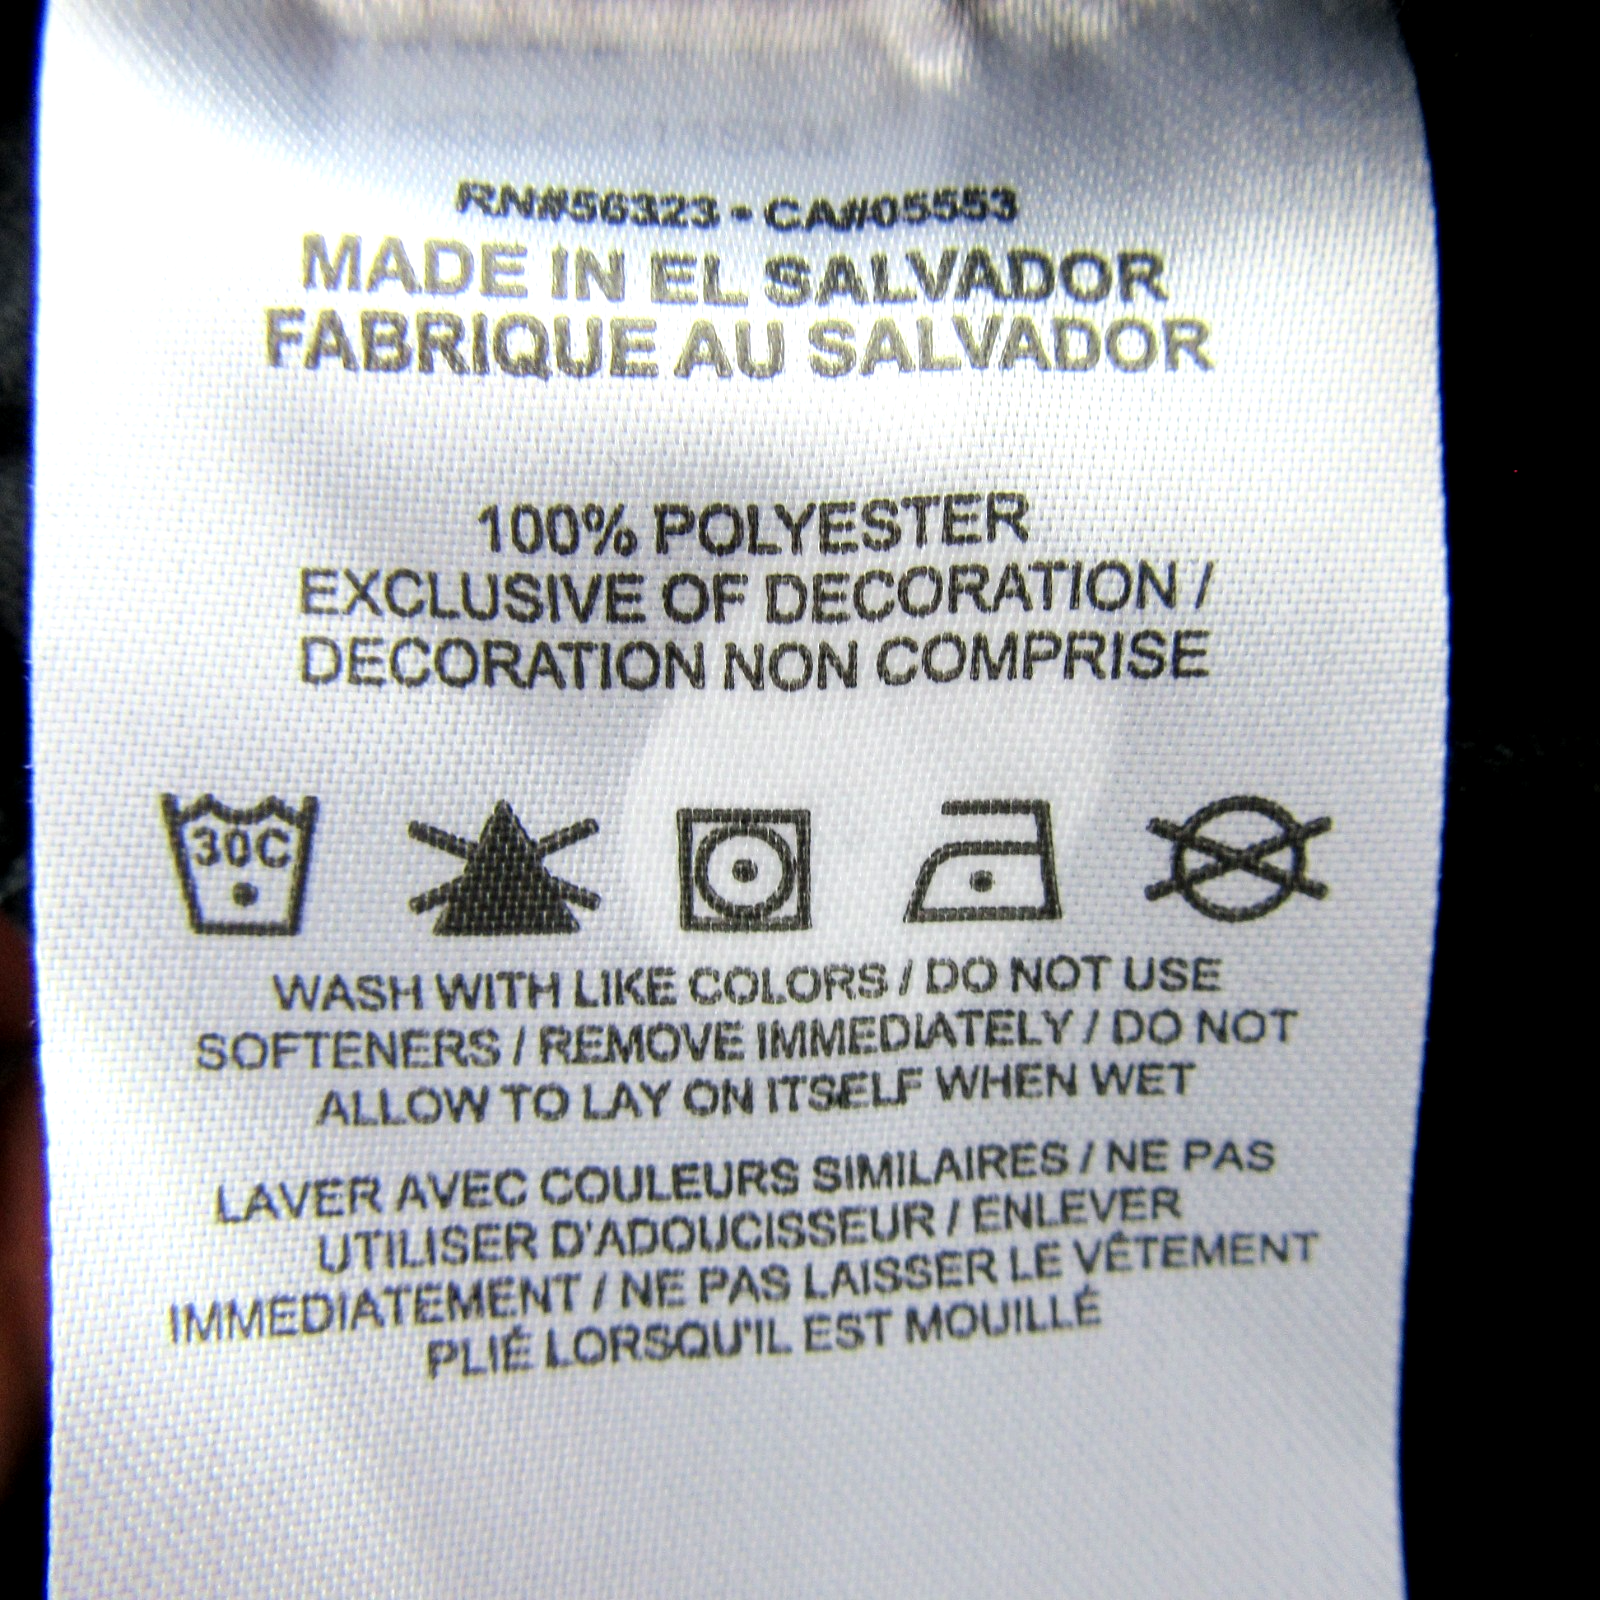 RN#56323 - CA#05553
MADE IN EL SALVADOR
FABRIQUE AU SALVADOR
100% POLYESTER
EXCLUSIVE OF DECORATION /
DECORATION NON COMPRISE
30C
WASH WITH LIKE COLORS / DO NOT USE
SOFTENERS / REMOVE IMMEDIATELY / DO NOT
ALLOW TO LAY ON ITSELF WHEN WET
LAVER AVEC COULEURS SIMILAIRES / NE PAS
UTILISER D'ADOUCISSEUR / ENLEVER
IMMEDIATEMENT / NE PAS LAISSER LE VÊTEMENT
PLIÉ LORSQU'IL EST MOUILLÉ